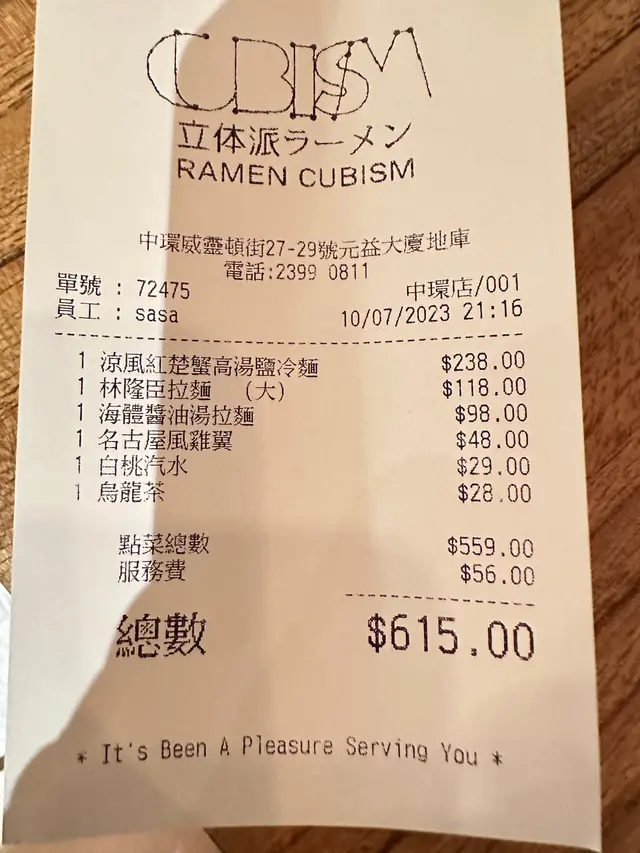 CUBISM
立体派ラーメン
RAMEN CUBISM
中環威靈頓街27-29號元益大廈地庫
電話:2399 0811
單號 : 72475 中環店/001
員工 : sasa 10/07/2023 21:16
1 涼風紅楚蟹高湯鹽冷麵 $238.00
1 林隆臣拉麵 (大) $118.00
1 海體醬油湯拉麵 $98.00
1 名古屋風雞翼 $48.00
1 白桃汽水 $29.00
1 烏龍茶 $28.00
點菜總數 $559.00
服務費 $56.00
總數 $615.00
* It's Been A Pleasure Serving You *